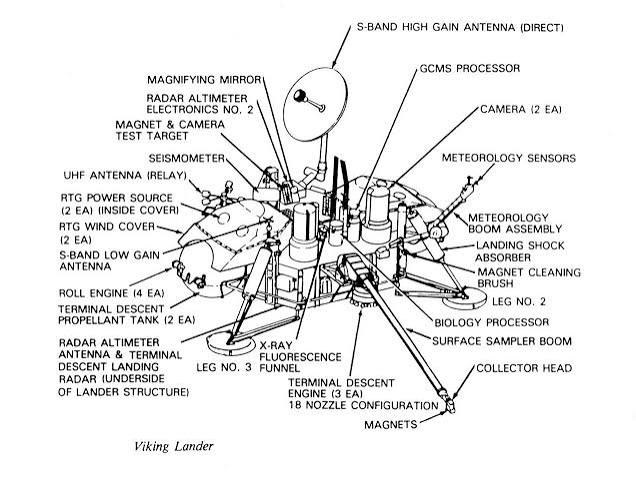 S-BAND HIGH GAIN ANTENNA (DIRECT)
GCMS PROCESSOR
MAGNIFYING MIRROR
RADAR ALTIMETER
ELECTRONICS NO. 2
CAMERA (2 EA)
MAGNET & CAMERA
TEST TARGET
SEISMOMETER
METEOROLOGY SENSORS
UHF ANTENNA (RELAY)
RTG POWER SOURCE
(2 EA) (INSIDE COVER)
RTG WIND COVER
(2 EA)
S-BAND LOW GAIN
ANTENNA
METEOROLOGY
BOOM ASSEMBLY
LANDING SHOCK
ABSORBER
MAGNET CLEANING
BRUSH
ROLL ENGINE (4 EA)
LEG NO. 2
TERMINAL DESCENT
PROPELLANT TANK (2 EA)
BIOLOGY PROCESSOR
RADAR ALTIMETER
ANTENNA & TERMINAL
DESCENT LANDING
RADAR (UNDERSIDE
OF LANDER STRUCTURE)
LEG NO. 3
X-RAY
FLUORESCENCE
FUNNEL
SURFACE SAMPLER BOOM
COLLECTOR HEAD
TERMINAL DESCENT
ENGINE (3 EA)
18 NOZZLE CONFIGURATION
MAGNETS
Viking Lander